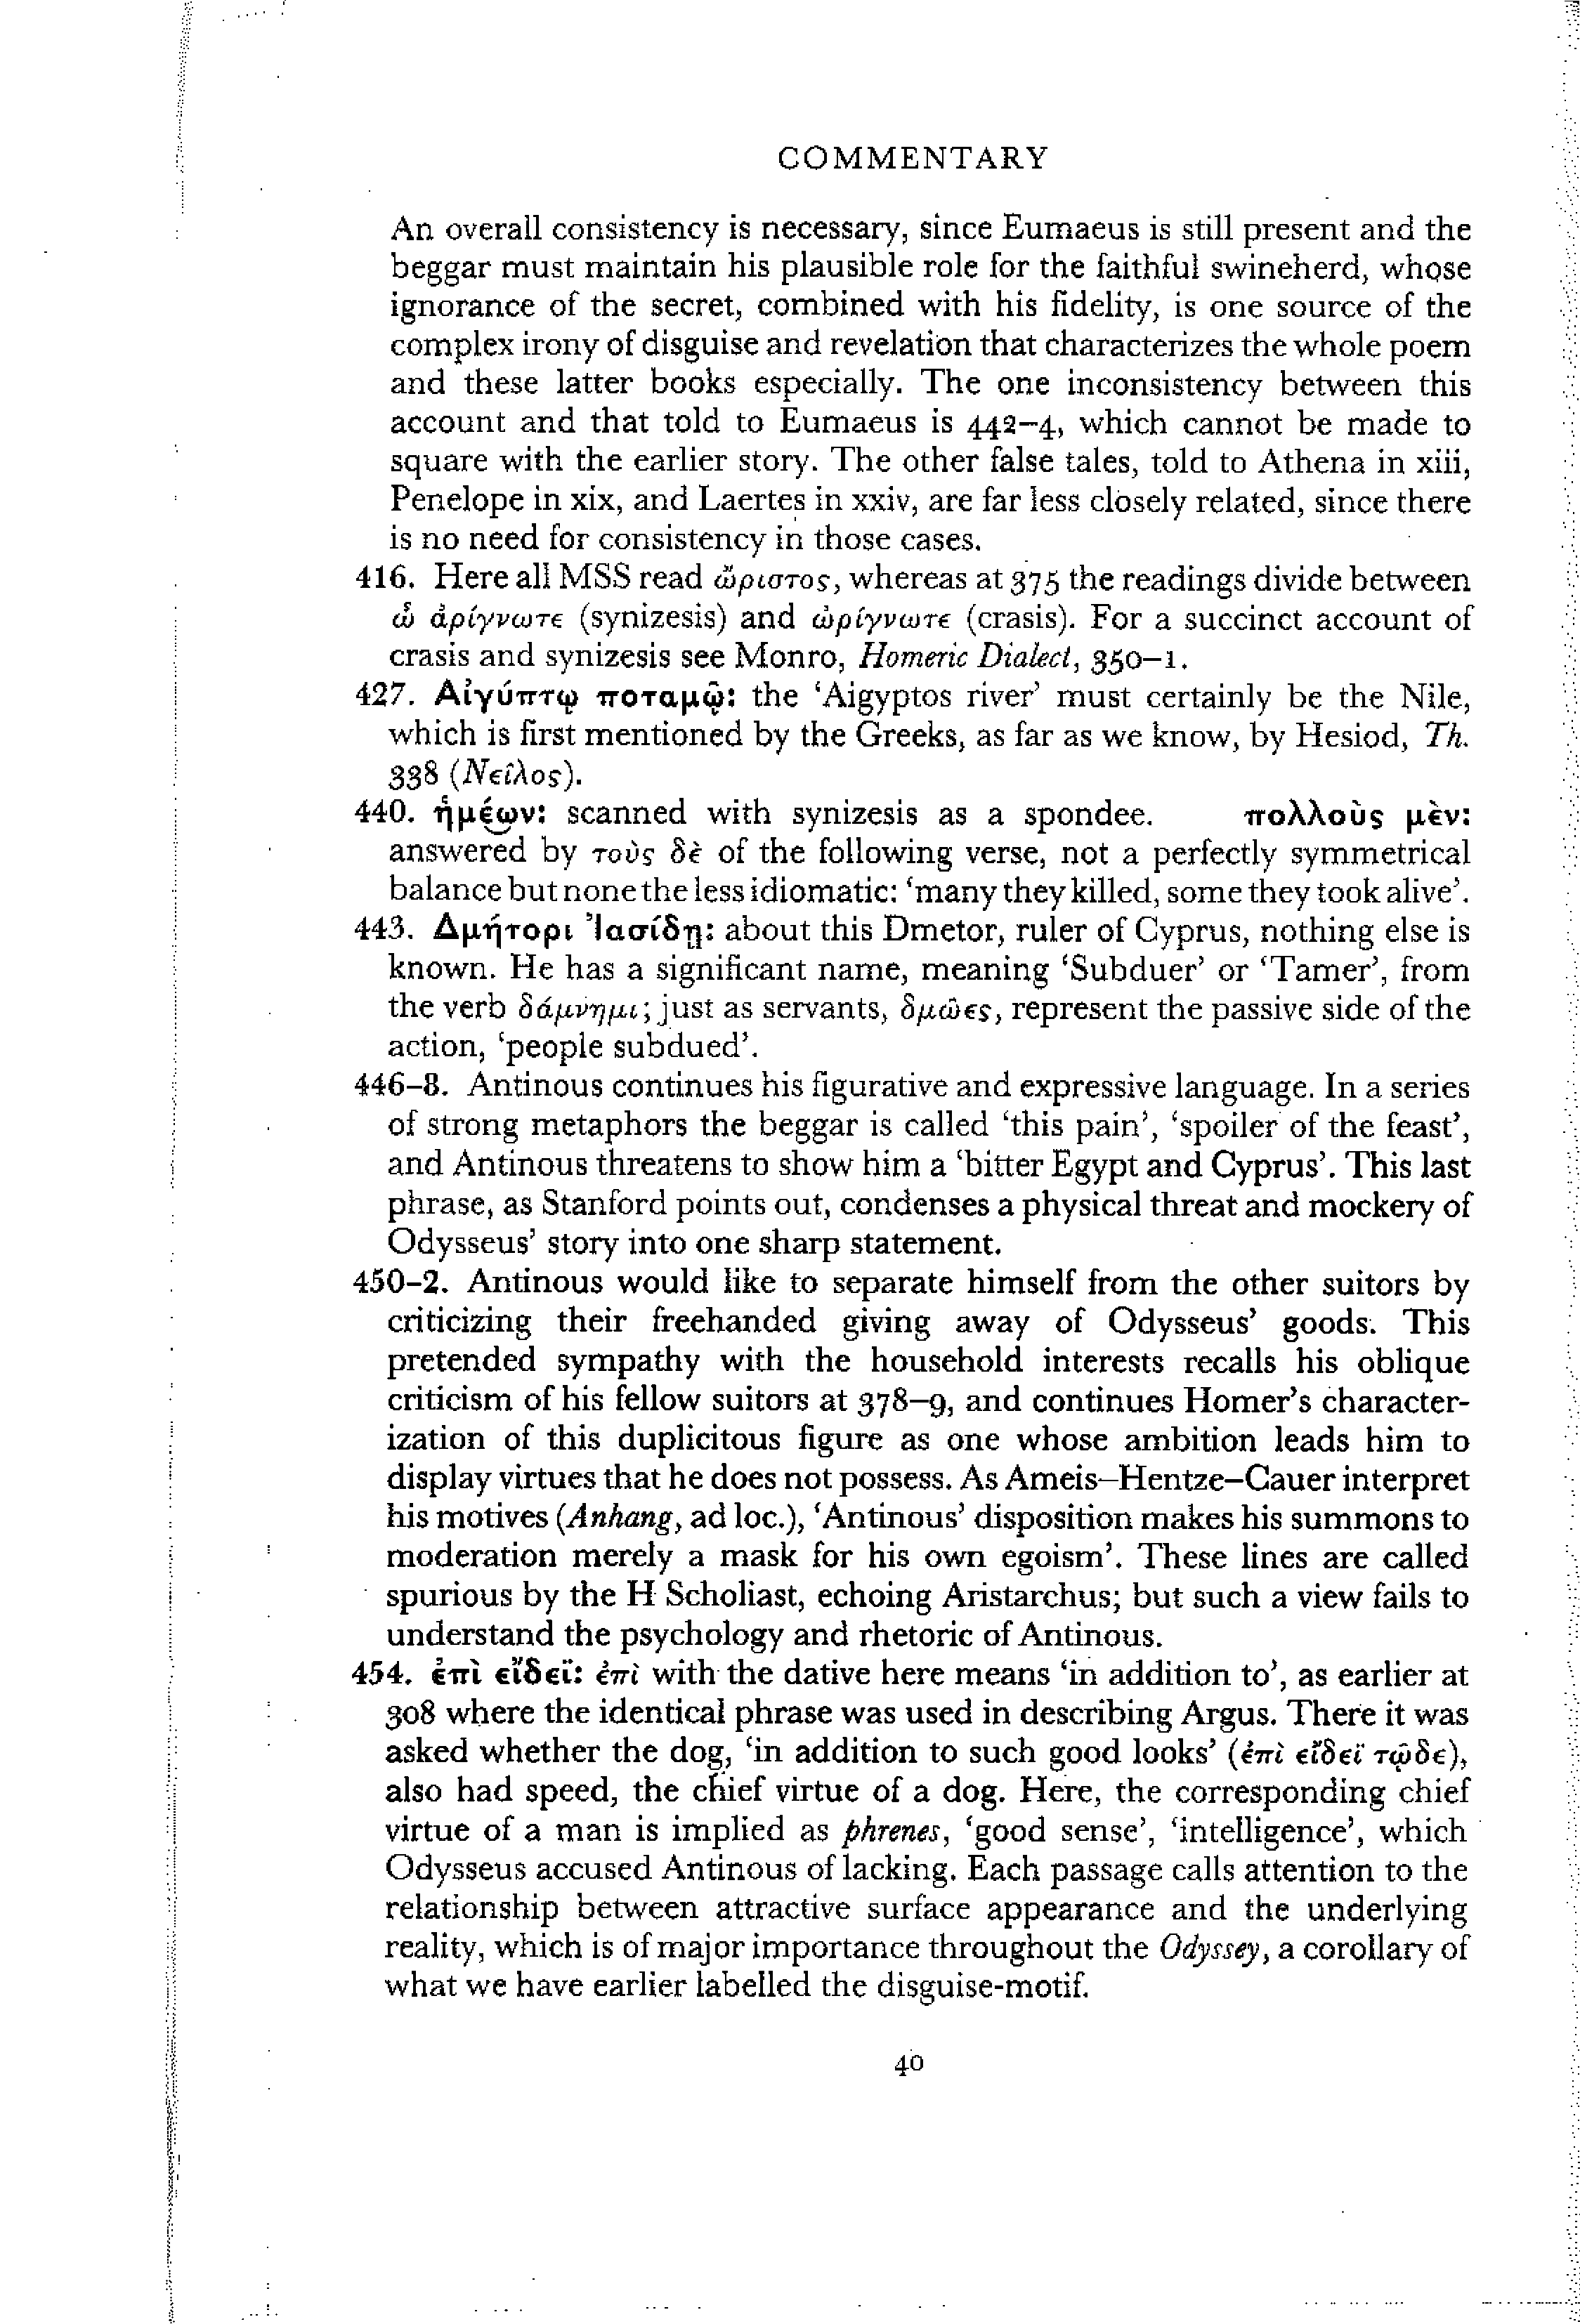 COMMENTARY
An overall consistency is necessary, since Eumaeus is still present and the
beggar must maintain his plausible role for the faithful swineherd, whose
ignorance of the secret, combined with his fidelity, is one source of the
complex irony of disguise and revelation that characterizes the whole poem
and these latter books especially. The one inconsistency between this
account and that told to Eumaeus is 442–4, which cannot be made to
square with the earlier story. The other false tales, told to Athena in xiii,
Penelope in xix, and Laertes in xxiv, are far less closely related, since there
is no need for consistency in those cases.
416. Here all MSS read ὤριστος, whereas at 375 the readings divide between
ὦ ἀρίγνωτε (synizesis) and ὠρίγνωτε (crasis). For a succinct account of
crasis and synizesis see Monro, Homeric Dialect, 350–1.
427. Αἰγύπτῳ ποταμῷ: the ‘Aigyptos river’ must certainly be the Nile,
which is first mentioned by the Greeks, as far as we know, by Hesiod, Th.
338 (Νεῖλος).
440. ἡμέων: scanned with synizesis as a spondee. πολλοὺς μὲν:
answered by τοὺς δὲ of the following verse, not a perfectly symmetrical
balance but none the less idiomatic: ‘many they killed, some they took alive’.
443. Δμήτορι Ἰασίδῃ: about this Dmetor, ruler of Cyprus, nothing else is
known. He has a significant name, meaning ‘Subduer’ or ‘Tamer’, from
the verb δάμνημι; just as servants, δμῶες, represent the passive side of the
action, ‘people subdued’.
446–8. Antinous continues his figurative and expressive language. In a series
of strong metaphors the beggar is called ‘this pain’, ‘spoiler of the feast’,
and Antinous threatens to show him a ‘bitter Egypt and Cyprus’. This last
phrase, as Stanford points out, condenses a physical threat and mockery of
Odysseus’ story into one sharp statement.
450–2. Antinous would like to separate himself from the other suitors by
criticizing their freehanded giving away of Odysseus’ goods. This
pretended sympathy with the household interests recalls his oblique
criticism of his fellow suitors at 378–9, and continues Homer’s character-
ization of this duplicitous figure as one whose ambition leads him to
display virtues that he does not possess. As Ameis–Hentze–Cauer interpret
his motives (Anhang, ad loc.), ‘Antinous’ disposition makes his summons to
moderation merely a mask for his own egoism’. These lines are called
spurious by the H Scholiast, echoing Aristarchus; but such a view fails to
understand the psychology and rhetoric of Antinous.
454. ἐπὶ εἴδεϊ: ἐπὶ with the dative here means ‘in addition to’, as earlier at
308 where the identical phrase was used in describing Argus. There it was
asked whether the dog, ‘in addition to such good looks’ (ἐπὶ εἴδεϊ τῷδε),
also had speed, the chief virtue of a dog. Here, the corresponding chief
virtue of a man is implied as phrenes, ‘good sense’, ‘intelligence’, which
Odysseus accused Antinous of lacking. Each passage calls attention to the
relationship between attractive surface appearance and the underlying
reality, which is of major importance throughout the Odyssey, a corollary of
what we have earlier labelled the disguise-motif.
40